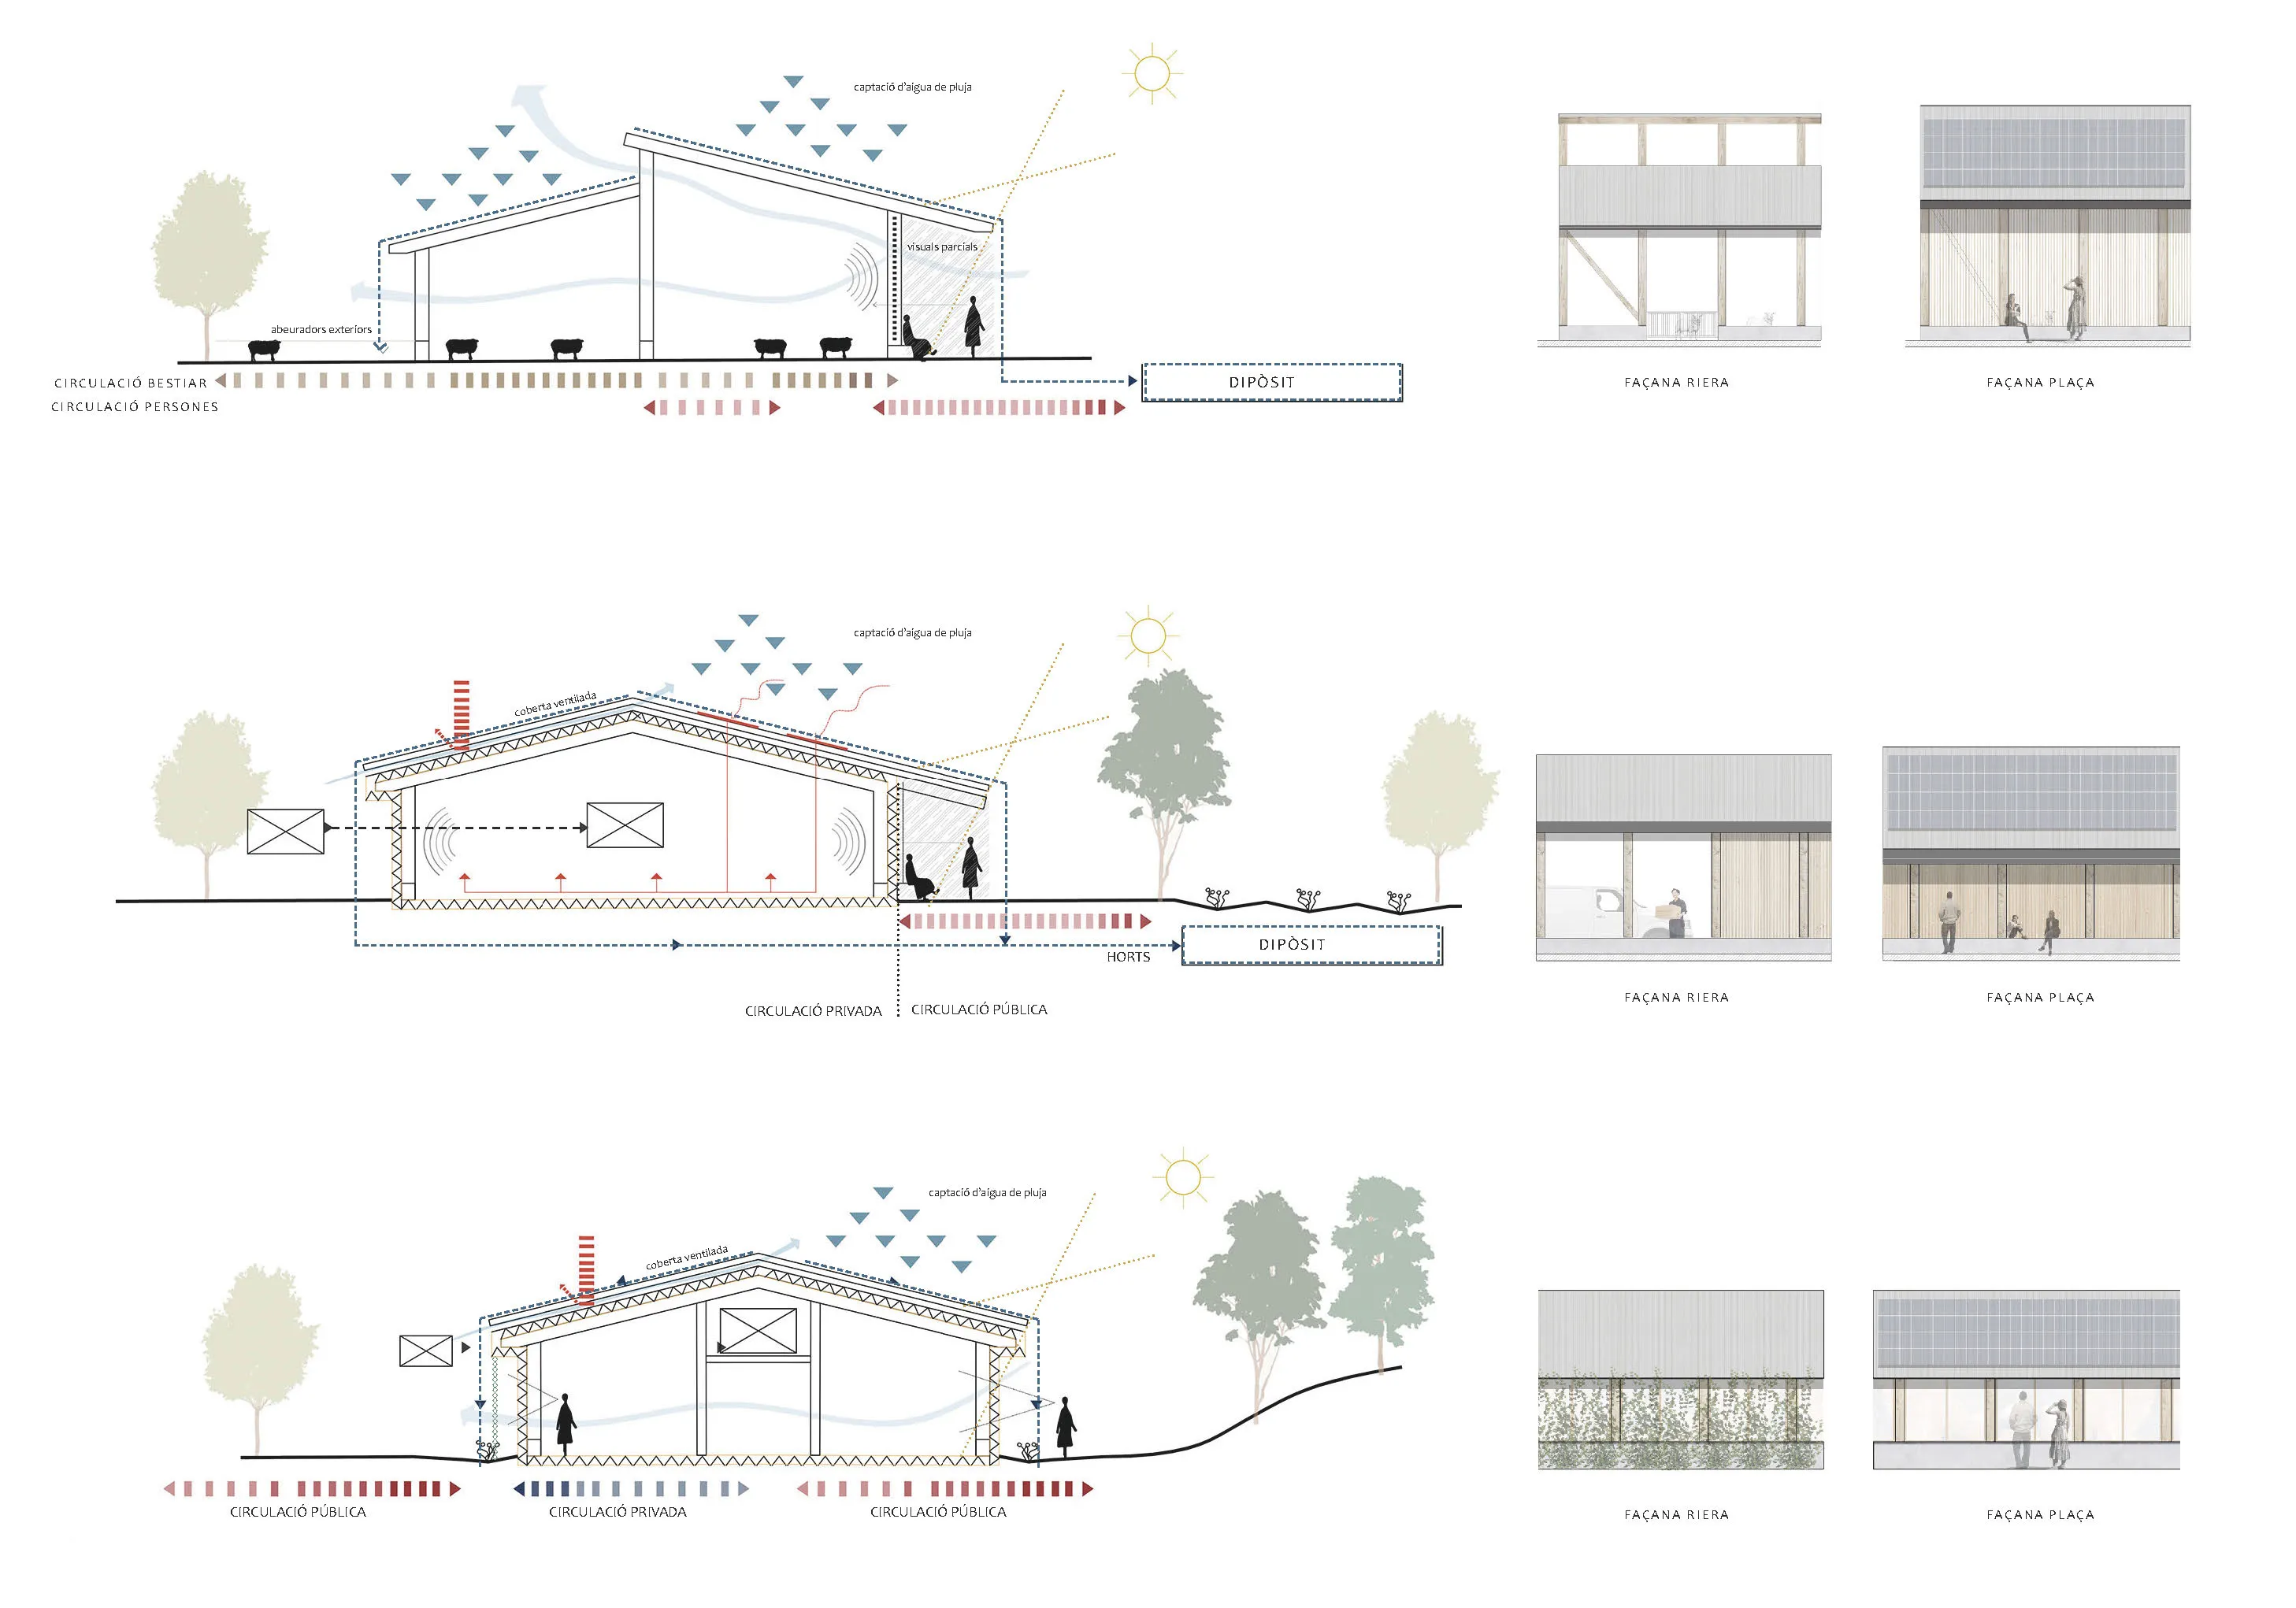 captació d'aigua de pluja
visuals parcials
abeuradors exteriors
CIRCULACIÓ BESTIAR
CIRCULACIÓ PERSONES
DIPÒSIT
FAÇANA RIERA
FAÇANA PLAÇA
captació d'aigua de pluja
coberta ventilada
DIPÒSIT
HORTS
CIRCULACIÓ PRIVADA
CIRCULACIÓ PÚBLICA
FAÇANA RIERA
FAÇANA PLAÇA
captació d'aigua de pluja
coberta ventilada
CIRCULACIÓ PÚBLICA
CIRCULACIÓ PRIVADA
CIRCULACIÓ PÚBLICA
FAÇANA RIERA
FAÇANA PLAÇA